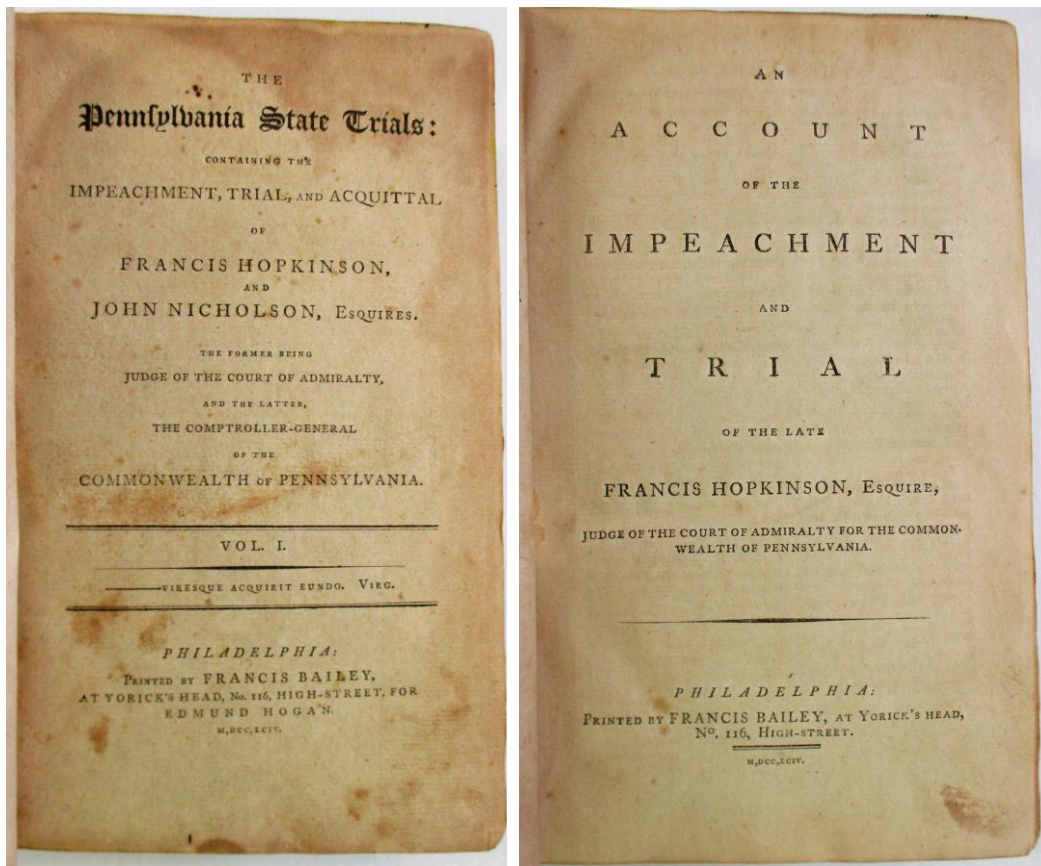 THE
Pennſylvania State Trials:
CONTAINING THE
IMPEACHMENT, TRIAL, AND ACQUITTAL
OF
FRANCIS HOPKINSON,
AND
JOHN NICHOLSON, ESQUIRES.
THE FORMER BEING
JUDGE OF THE COURT OF ADMIRALTY,
AND THE LATTER,
THE COMPTROLLER-GENERAL
OF THE
COMMONWEALTH OF PENNSYLVANIA.
VOL. I.
VIRESQUE ACQUIRIT EUNDO. VIRG.
PHILADELPHIA:
PRINTED BY FRANCIS BAILEY,
AT YORICK'S HEAD, No. 116, HIGH-STREET, FOR
EDMUND HOGAN.
M,DCC,XCIV.
AN
ACCOUNT
OF THE
IMPEACHMENT
AND
TRIAL
OF THE LATE
FRANCIS HOPKINSON, ESQUIRE,
JUDGE OF THE COURT OF ADMIRALTY FOR THE COMMON-
WEALTH OF PENNSYLVANIA.
PHILADELPHIA:
PRINTED BY FRANCIS BAILEY, AT YORICK'S HEAD,
No. 116, HIGH-STREET.
M,DCC,XCIV.